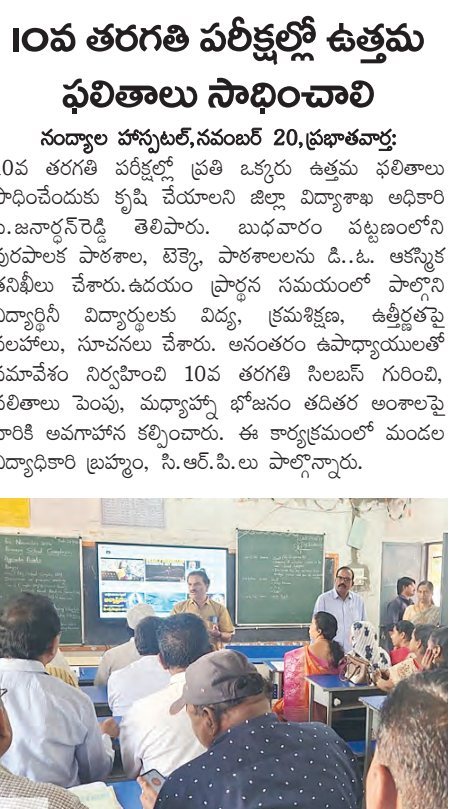 10వ తరగతి పరీక్షల్లో ఉత్తమ
ఫలితాలు సాధించాలి
నంద్యాల హాస్పటల్,నవంబర్ 20,ప్రభాతవార్త:
10వ తరగతి పరీక్షల్లో ప్రతి ఒక్కరు ఉత్తమ ఫలితాలు
సాధించేందుకు కృషి చేయాలని జిల్లా విద్యాశాఖ అధికారి
పి.జనార్ధన్‌రెడ్డి తెలిపారు. బుధవారం పట్టణంలోని
పురపాలక పాఠశాల, టెక్కె, పాఠశాలలను డి..ఓ. ఆకస్మిక
తనిఖీలు చేశారు.ఉదయం ప్రార్థన సమయంలో పాల్గొని
విద్యార్థినీ విద్యార్థులకు విద్య, క్రమశిక్షణ, ఉత్తీర్ణతపై
సలహాలు, సూచనలు చేశారు. అనంతరం ఉపాధ్యాయులతో
సమావేశం నిర్వహించి 10వ తరగతి సిలబస్ గురించి,
ఫలితాలు పెంపు, మధ్యాహ్నా భోజనం తదితర అంశాలపై
వారికి అవగాహన కల్పించారు. ఈ కార్యక్రమంలో మండల
విద్యాధికారి బ్రహ్మం, సి.ఆర్.పి.లు పాల్గొన్నారు.